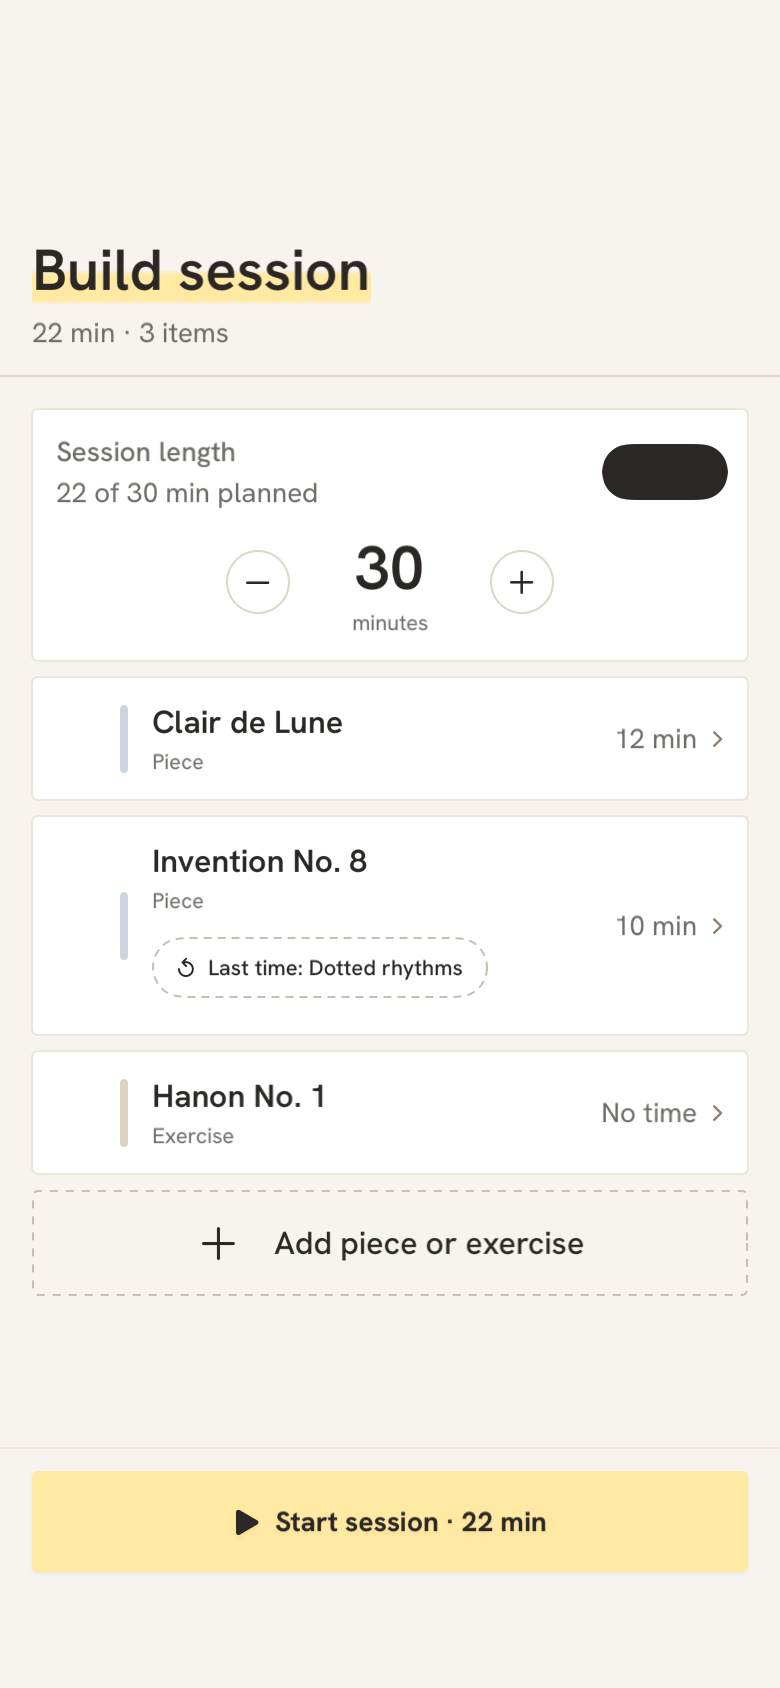 Build session
22 min · 3 items
Session length
22 of 30 min planned
30
minutes
Clair de Lune
Piece
12 min
Invention No. 8
Piece
Last time: Dotted rhythms
10 min
Hanon No. 1
Exercise
No time
Add piece or exercise
Start session · 22 min